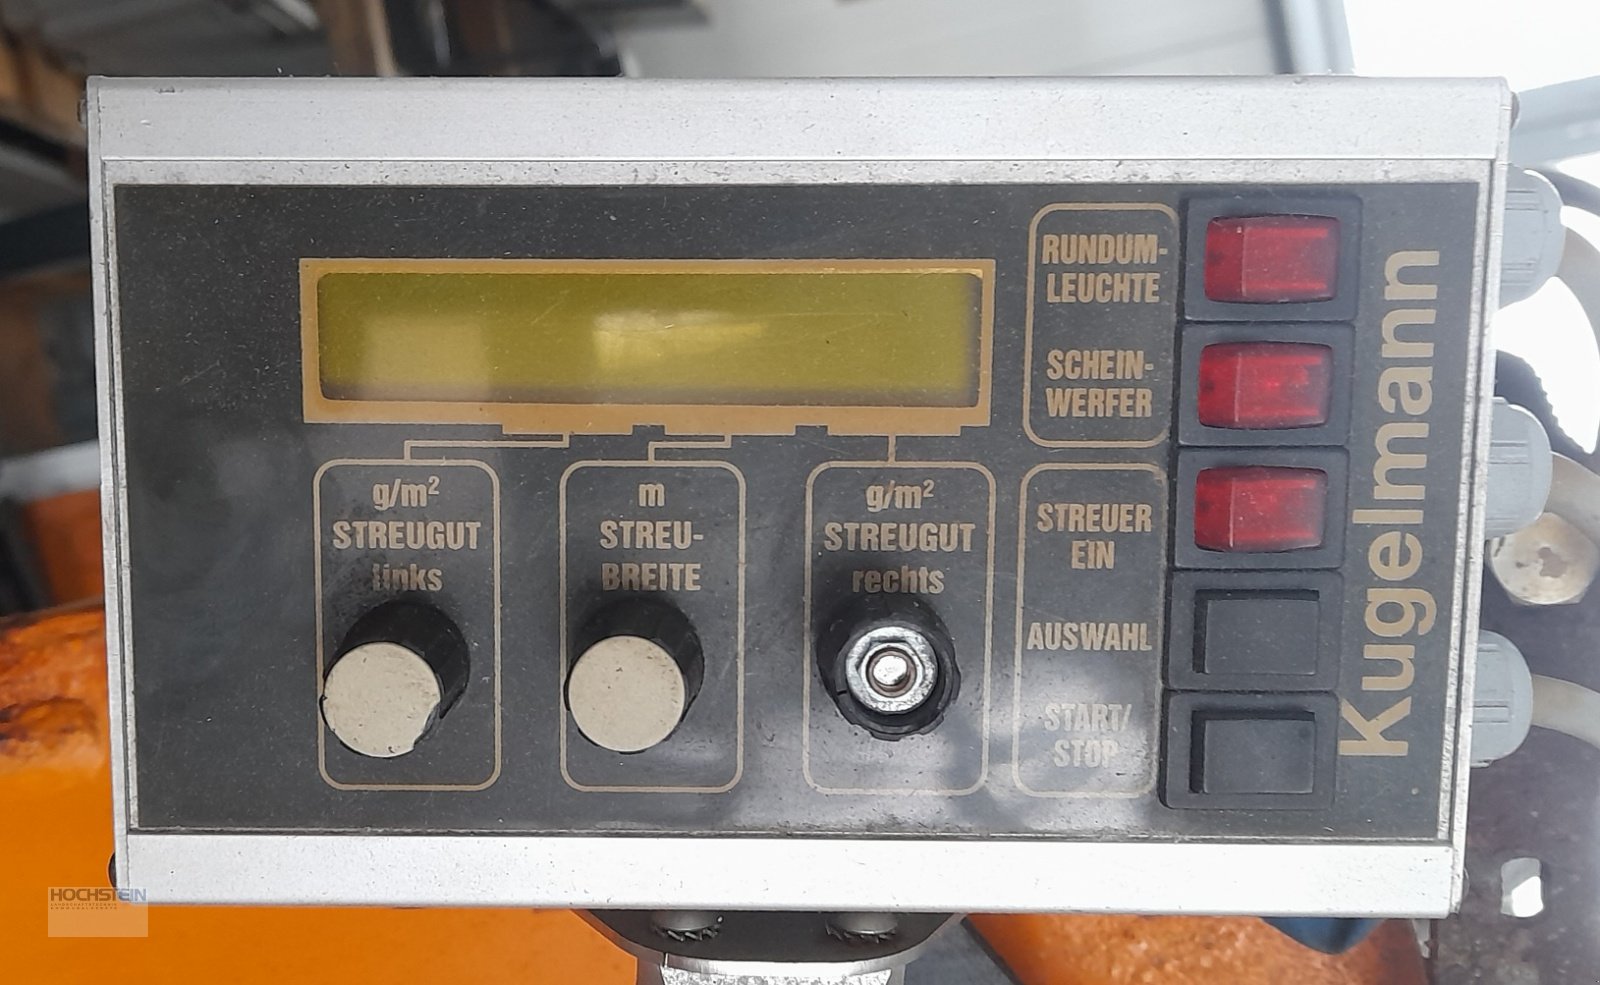 RUNDUM-
LEUCHTE
SCHEIN-
WERFER
g/m²
STREUGUT
links
m
STREU-
BREITE
g/m²
STREUGUT
rechts
STREUER
EIN
AUSWAHL
START/
STOP
Kugelmann
HOCHSTEIN